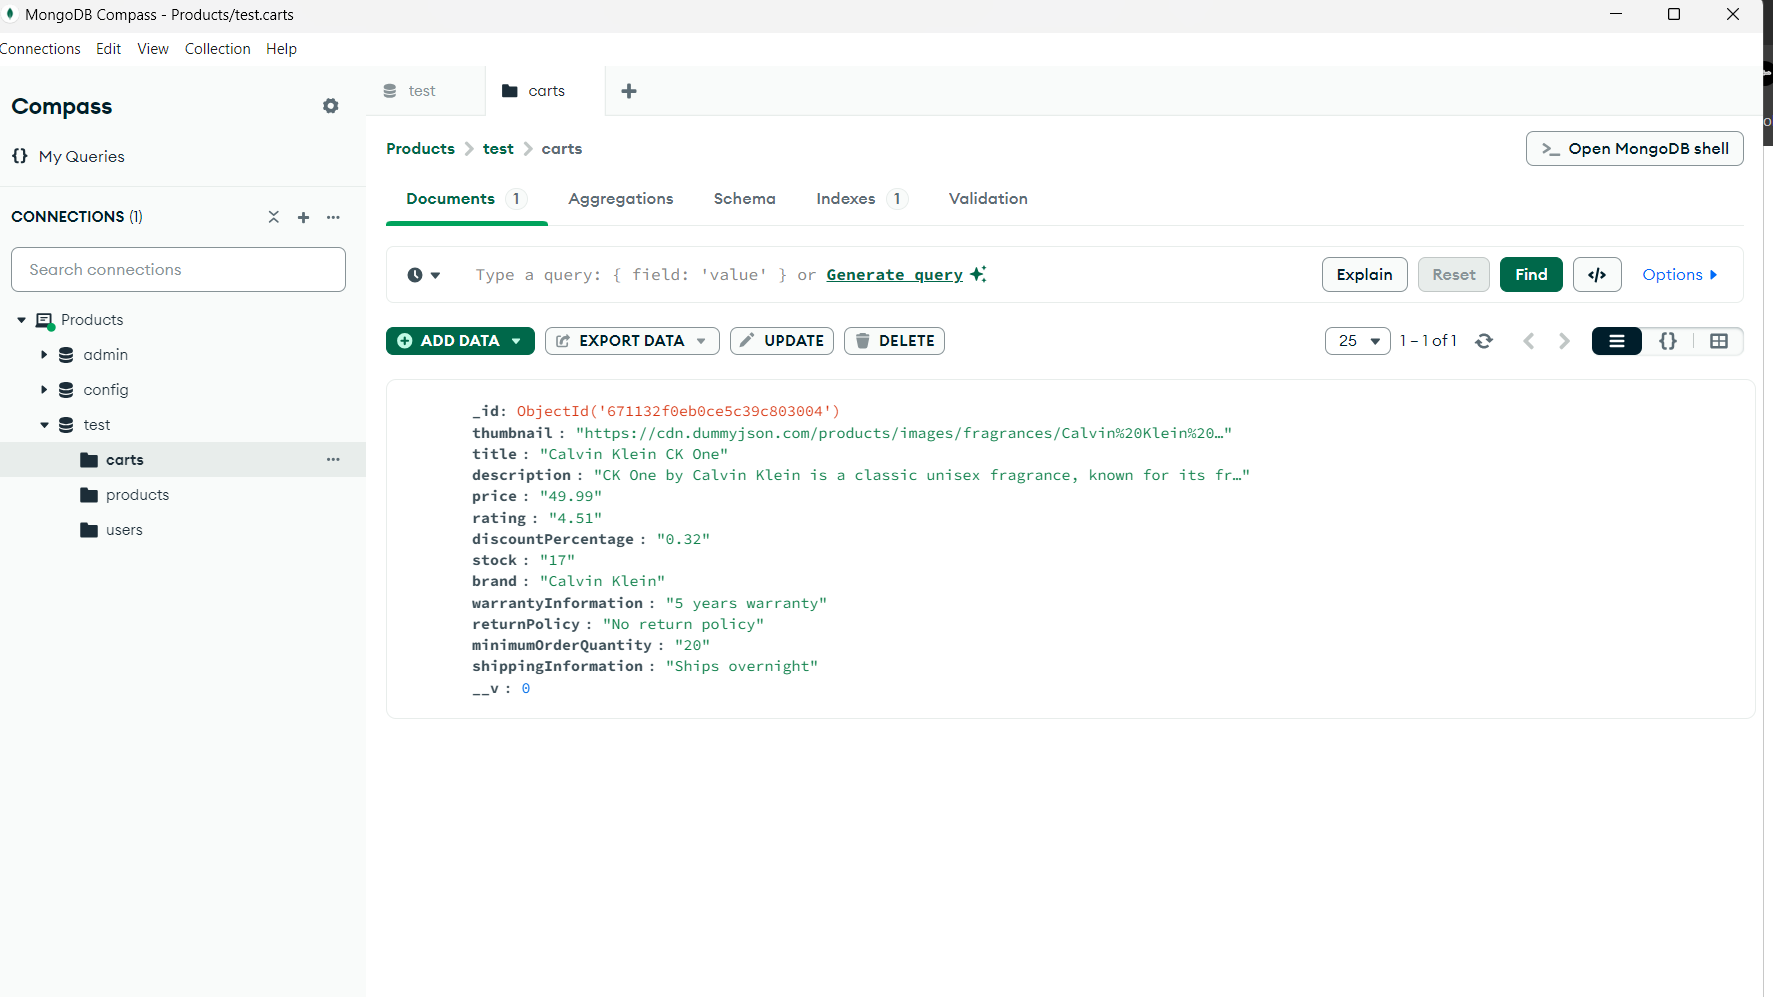 MongoDB Compass - Products/test.carts
Connections Edit View Collection Help
Compass
{} My Queries
CONNECTIONS (1)
Search connections
Products
admin
config
test
carts
products
users
test
carts
Products > test > carts
>_ Open MongoDB shell
Documents 1 Aggregations Schema Indexes 1 Validation
Type a query: { field: 'value' } or Generate query
Explain Reset Find </> Options
ADD DATA EXPORT DATA UPDATE DELETE 25 1 – 1 of 1 {}
_id: ObjectId('671132f0eb0ce5c39c803004')
thumbnail : "https://cdn.dummyjson.com/products/images/fragrances/Calvin%20Klein%20…"
title : "Calvin Klein CK One"
description : "CK One by Calvin Klein is a classic unisex fragrance, known for its fr…"
price : "49.99"
rating : "4.51"
discountPercentage : "0.32"
stock : "17"
brand : "Calvin Klein"
warrantyInformation : "5 years warranty"
returnPolicy : "No return policy"
minimumOrderQuantity : "20"
shippingInformation : "Ships overnight"
__v : 0